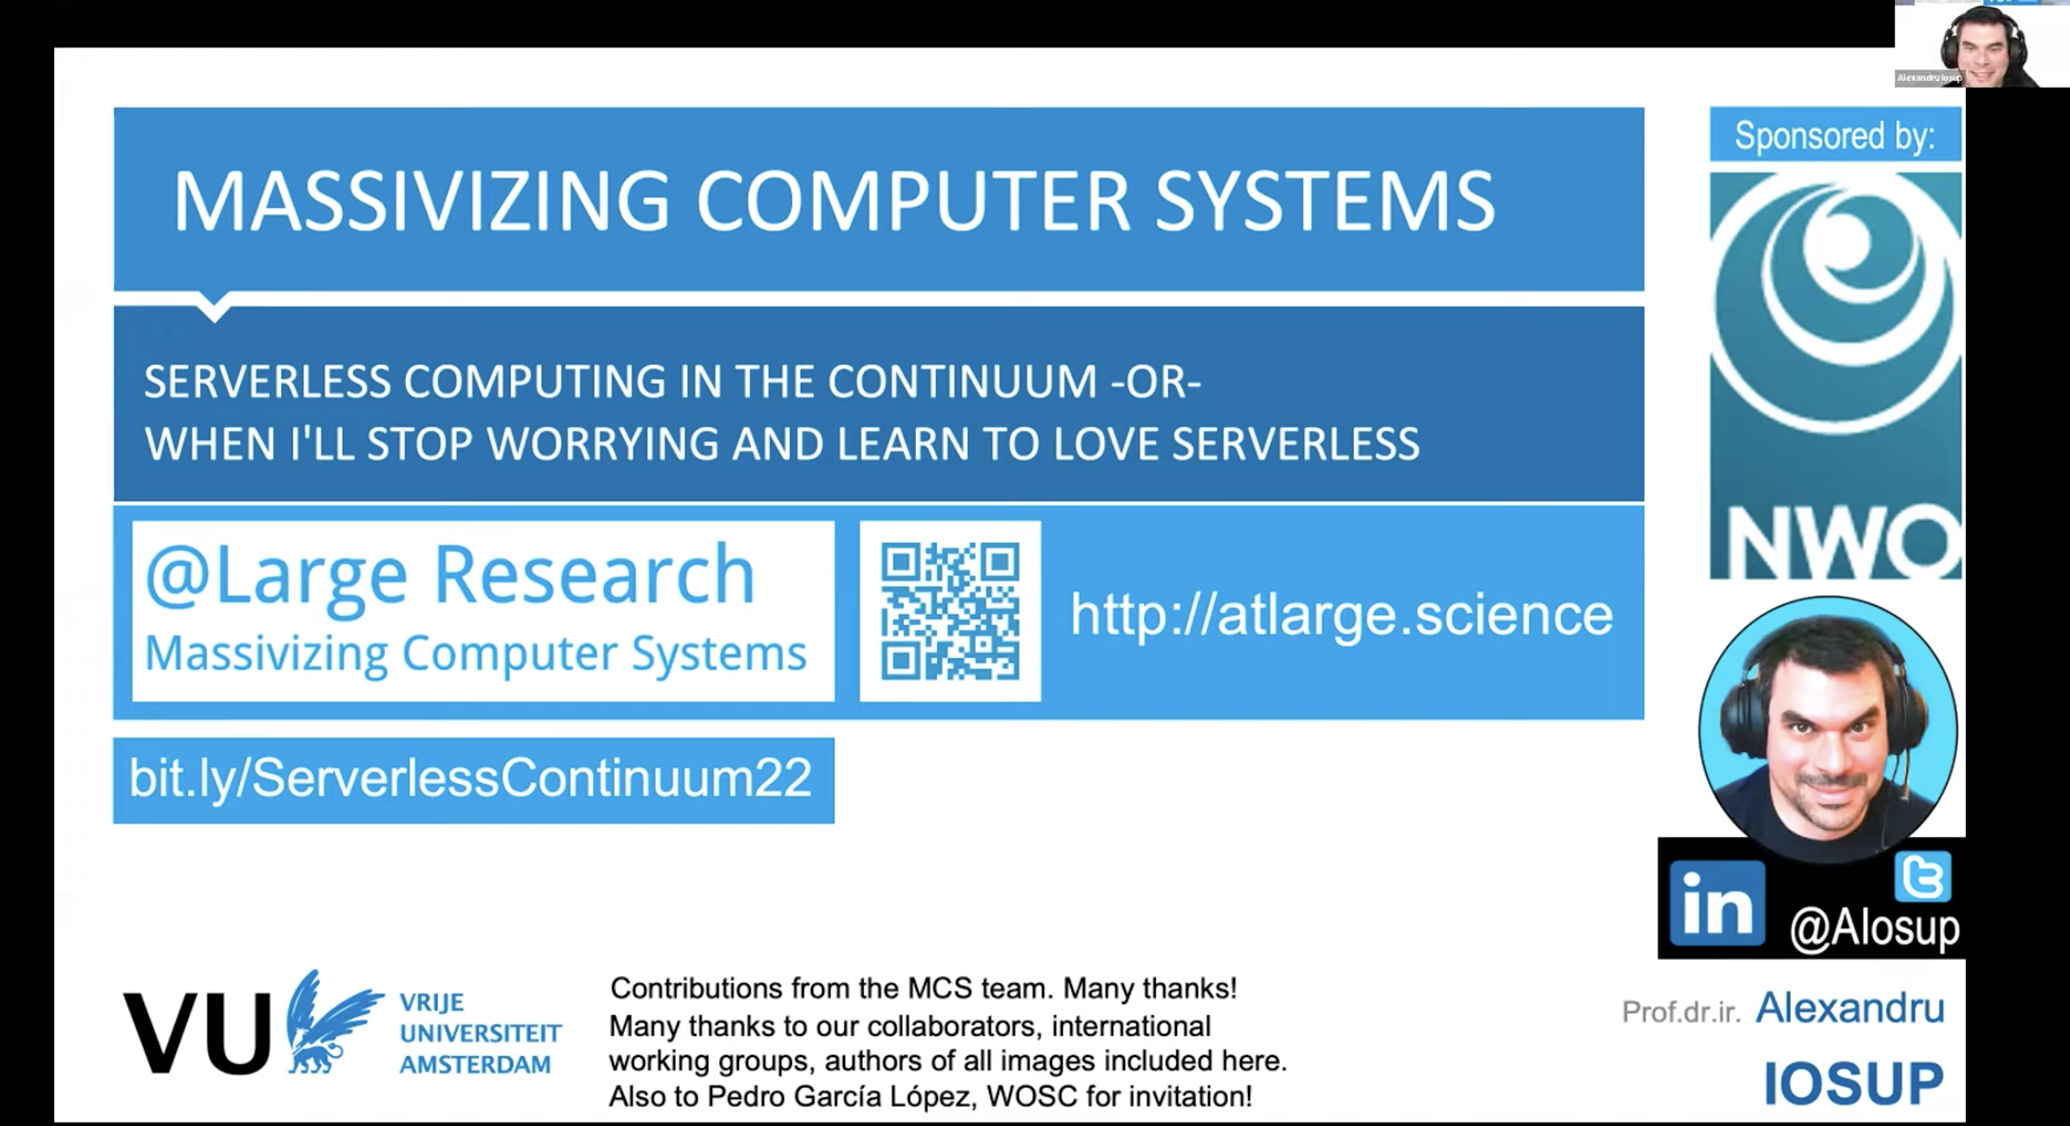 Alexandru Iosup
MASSIVIZING COMPUTER SYSTEMS
SERVERLESS COMPUTING IN THE CONTINUUM -OR-
WHEN I'LL STOP WORRYING AND LEARN TO LOVE SERVERLESS
@Large Research
Massivizing Computer Systems
http://atlarge.science
bit.ly/ServerlessContinuum22
Sponsored by:
NWO
in
@AIosup
VU
VRIJE
UNIVERSITEIT
AMSTERDAM
Contributions from the MCS team. Many thanks!
Many thanks to our collaborators, international
working groups, authors of all images included here.
Also to Pedro García López, WOSC for invitation!
Prof.dr.ir. Alexandru
IOSUP